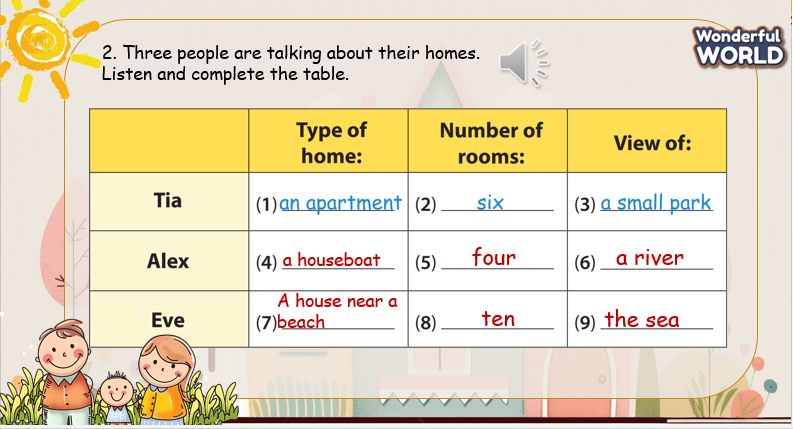 2. Three people are talking about their homes.
Listen and complete the table.
Wonderful
WORLD
Type of
home:
Number of
rooms:
View of:
Tia
(1) an apartment
(2) six
(3) a small park
Alex
(4) a houseboat
(5) four
(6) a river
Eve
A house near a
(7) beach
(8) ten
(9) the sea